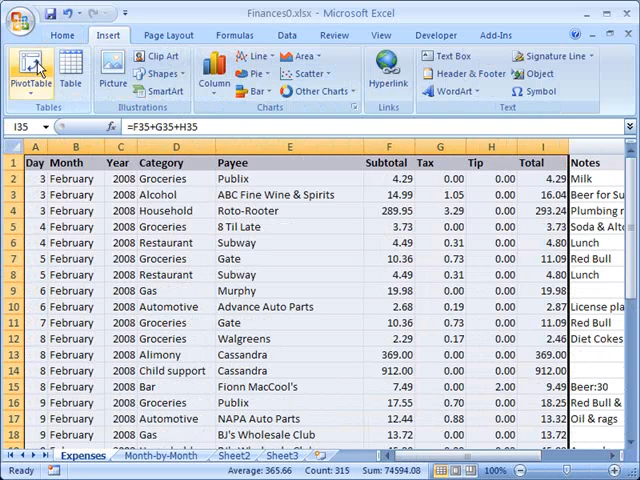 Finances0.xlsx - Microsoft Excel
Home Insert Page Layout Formulas Data Review View Developer Add-Ins
PivotTable Table Picture Clip Art Shapes SmartArt Column Line Pie Bar Area Scatter Other Charts Hyperlink Text Box Header & Footer WordArt Signature Line Object Symbol
Tables Illustrations Charts Links Text
I35 fx =F35+G35+H35
A B C D E F G H I
1 Day Month Year Category Payee Subtotal Tax Tip Total Notes
2 3 February 2008 Groceries Publix 4.29 0.00 0.00 4.29 Milk
3 3 February 2008 Alcohol ABC Fine Wine & Spirits 14.99 1.05 0.00 16.04 Beer for Su
4 3 February 2008 Household Roto-Rooter 289.95 3.29 0.00 293.24 Plumbing r
5 4 February 2008 Groceries 8 Til Late 3.73 0.00 0.00 3.73 Soda & Alto
6 4 February 2008 Restaurant Subway 4.49 0.31 0.00 4.80 Lunch
7 5 February 2008 Groceries Gate 10.36 0.73 0.00 11.09 Red Bull
8 5 February 2008 Restaurant Subway 4.49 0.31 0.00 4.80 Lunch
9 6 February 2008 Gas Murphy 19.98 0.00 0.00 19.98
10 6 February 2008 Automotive Advance Auto Parts 2.68 0.19 0.00 2.87 License pla
11 7 February 2008 Groceries Gate 10.36 0.73 0.00 11.09 Red Bull
12 8 February 2008 Groceries Walgreens 2.29 0.17 0.00 2.46 Diet Cokes
13 8 February 2008 Alimony Cassandra 369.00 0.00 0.00 369.00
14 8 February 2008 Child support Cassandra 912.00 0.00 0.00 912.00
15 8 February 2008 Bar Fionn MacCool's 7.49 0.00 2.00 9.49 Beer:30
16 9 February 2008 Groceries Publix 17.55 0.70 0.00 18.25 Red Bull &
17 9 February 2008 Automotive NAPA Auto Parts 12.44 0.88 0.00 13.32 Oil & rags
18 9 February 2008 Gas BJ's Wholesale Club 13.72 0.00 0.00 13.72
Expenses Month-by-Month Sheet2 Sheet3
Ready Average: 365.66 Count: 315 Sum: 74594.08 100%